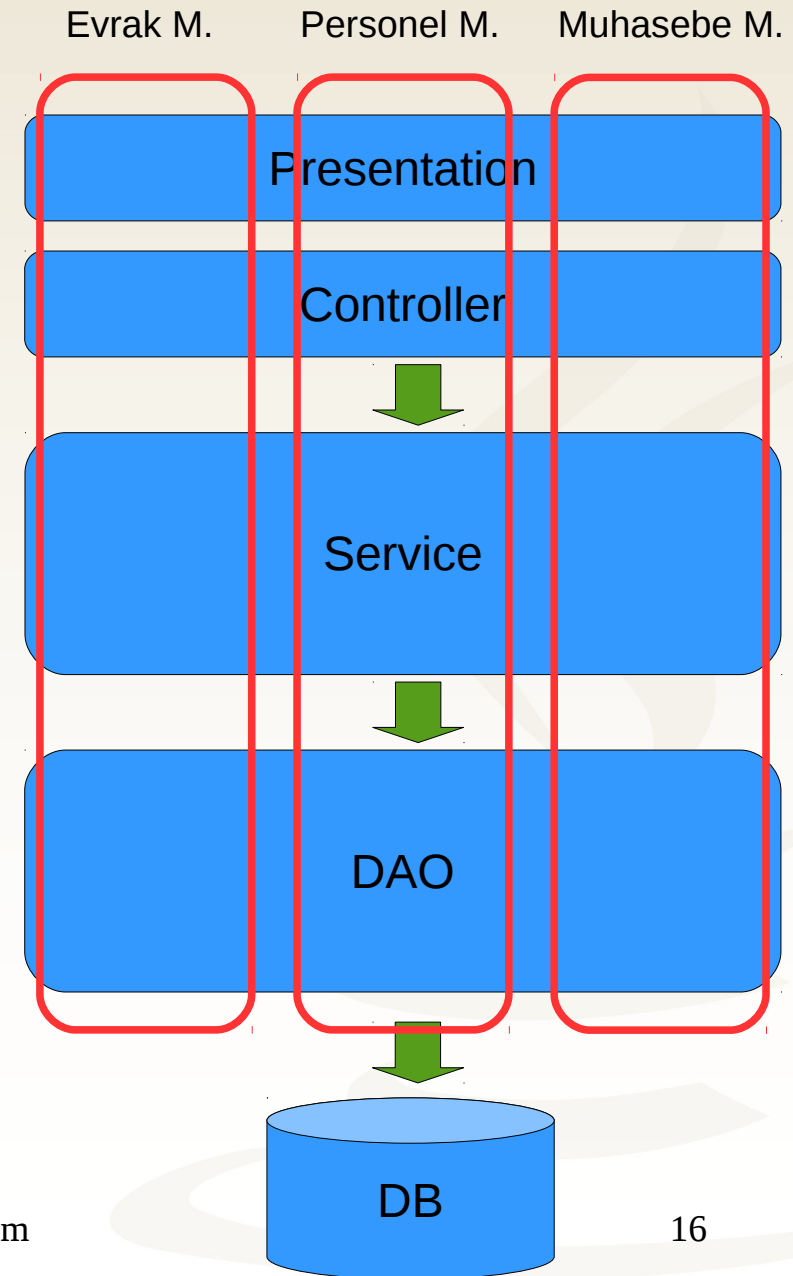 Evrak M. Personel M. Muhasebe M.
Presentation
Controller
Service
DAO
DB
m 16